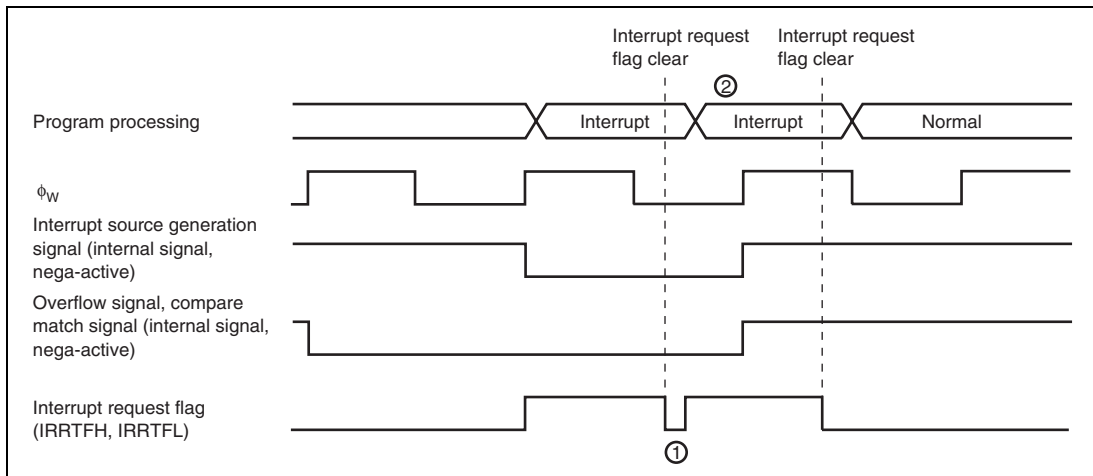 Interrupt request
flag clear
Interrupt request
flag clear
②
Program processing
Interrupt
Interrupt
Normal
ϕW
Interrupt source generation
signal (internal signal,
nega-active)
Overflow signal, compare
match signal (internal signal,
nega-active)
Interrupt request flag
(IRRTFH, IRRTFL)
①